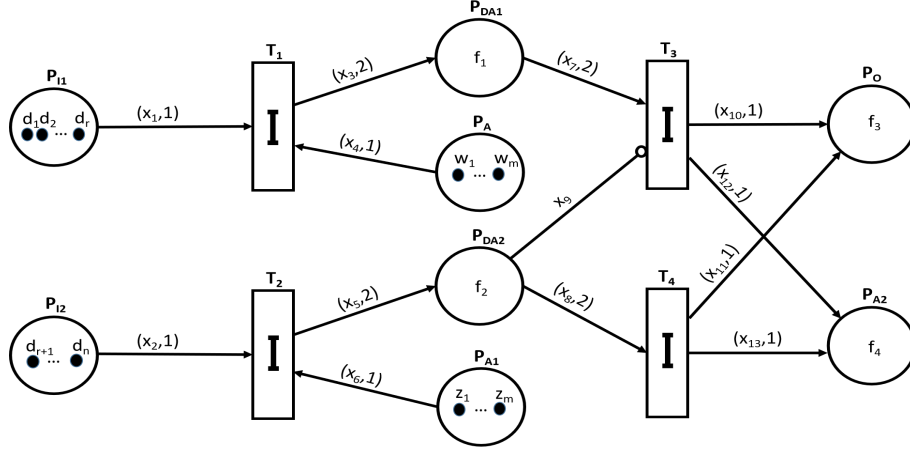 P_DA1
T_1
(x_3,2)
f_1
(x_7,2)
T_3
P_I1
P_O
d_1 d_2 ... d_r
(x_1,1)
I
(x_4,1)
P_A
w_1 ... w_m
I
(x_10,1)
f_3
x_9
(x_12,1)
P_DA2
T_2
(x_5,2)
f_2
(x_8,2)
T_4
(x_11,1)
P_I2
P_A2
d_r+1 ... d_n
(x_2,1)
I
(x_6,1)
P_A1
z_1 ... z_m
I
(x_13,1)
f_4